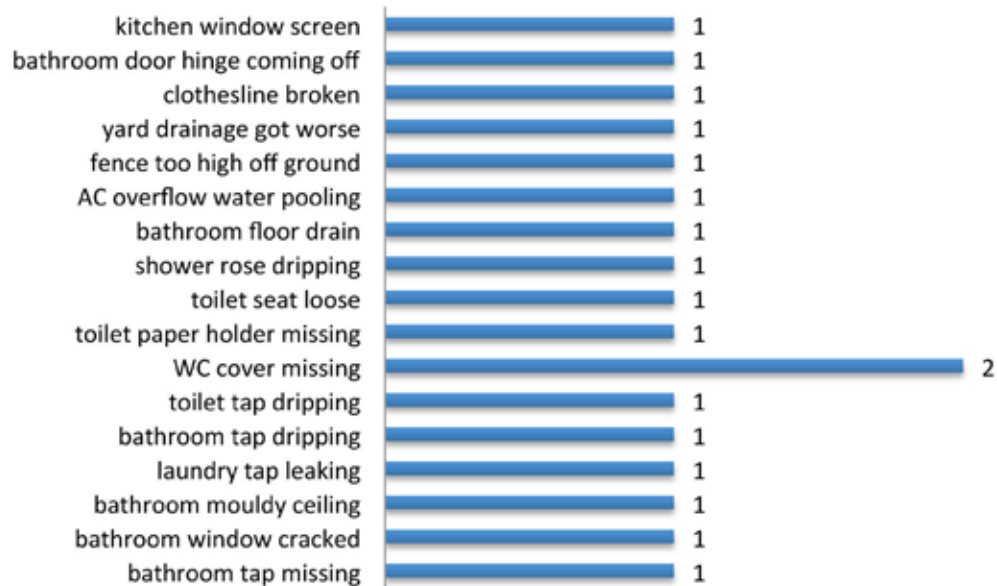 kitchen window screen 1
bathroom door hinge coming off 1
clothesline broken 1
yard drainage got worse 1
fence too high off ground 1
AC overflow water pooling 1
bathroom floor drain 1
shower rose dripping 1
toilet seat loose 1
toilet paper holder missing 1
WC cover missing 2
toilet tap dripping 1
bathroom tap dripping 1
laundry tap leaking 1
bathroom mouldy ceiling 1
bathroom window cracked 1
bathroom tap missing 1